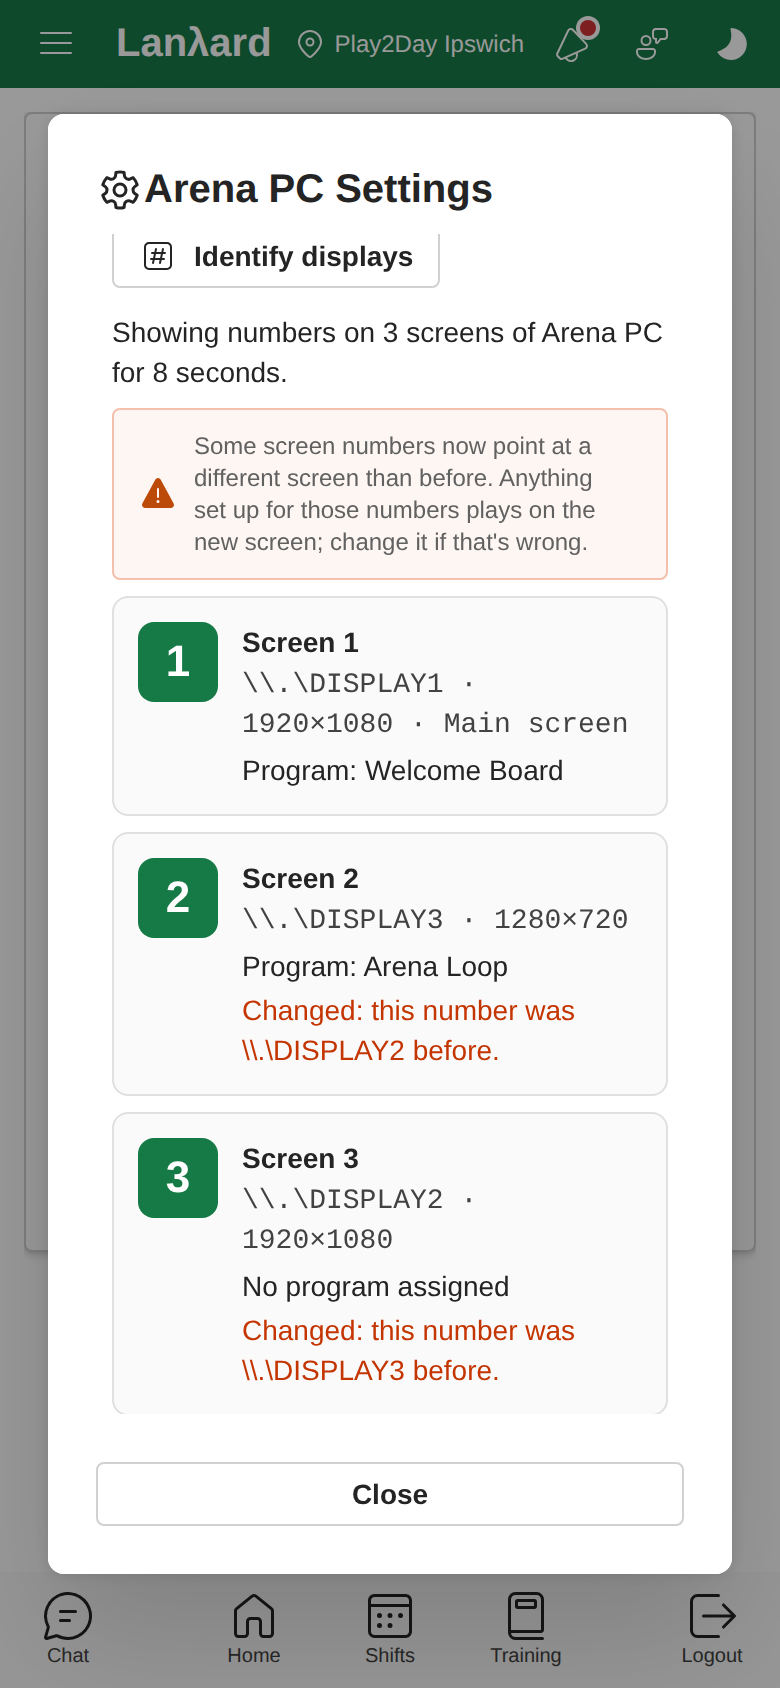 Lanλard
Play2Day Ipswich
Arena PC Settings
Identify displays
Showing numbers on 3 screens of Arena PC
for 8 seconds.
Some screen numbers now point at a
different screen than before. Anything
set up for those numbers plays on the
new screen; change it if that's wrong.
1
Screen 1
\\.\DISPLAY1 ·
1920×1080 · Main screen
Program: Welcome Board
2
Screen 2
\\.\DISPLAY3 · 1280×720
Program: Arena Loop
Changed: this number was
\\.\DISPLAY2 before.
3
Screen 3
\\.\DISPLAY2 ·
1920×1080
No program assigned
Changed: this number was
\\.\DISPLAY3 before.
Close
Chat
Home
Shifts
Training
Logout